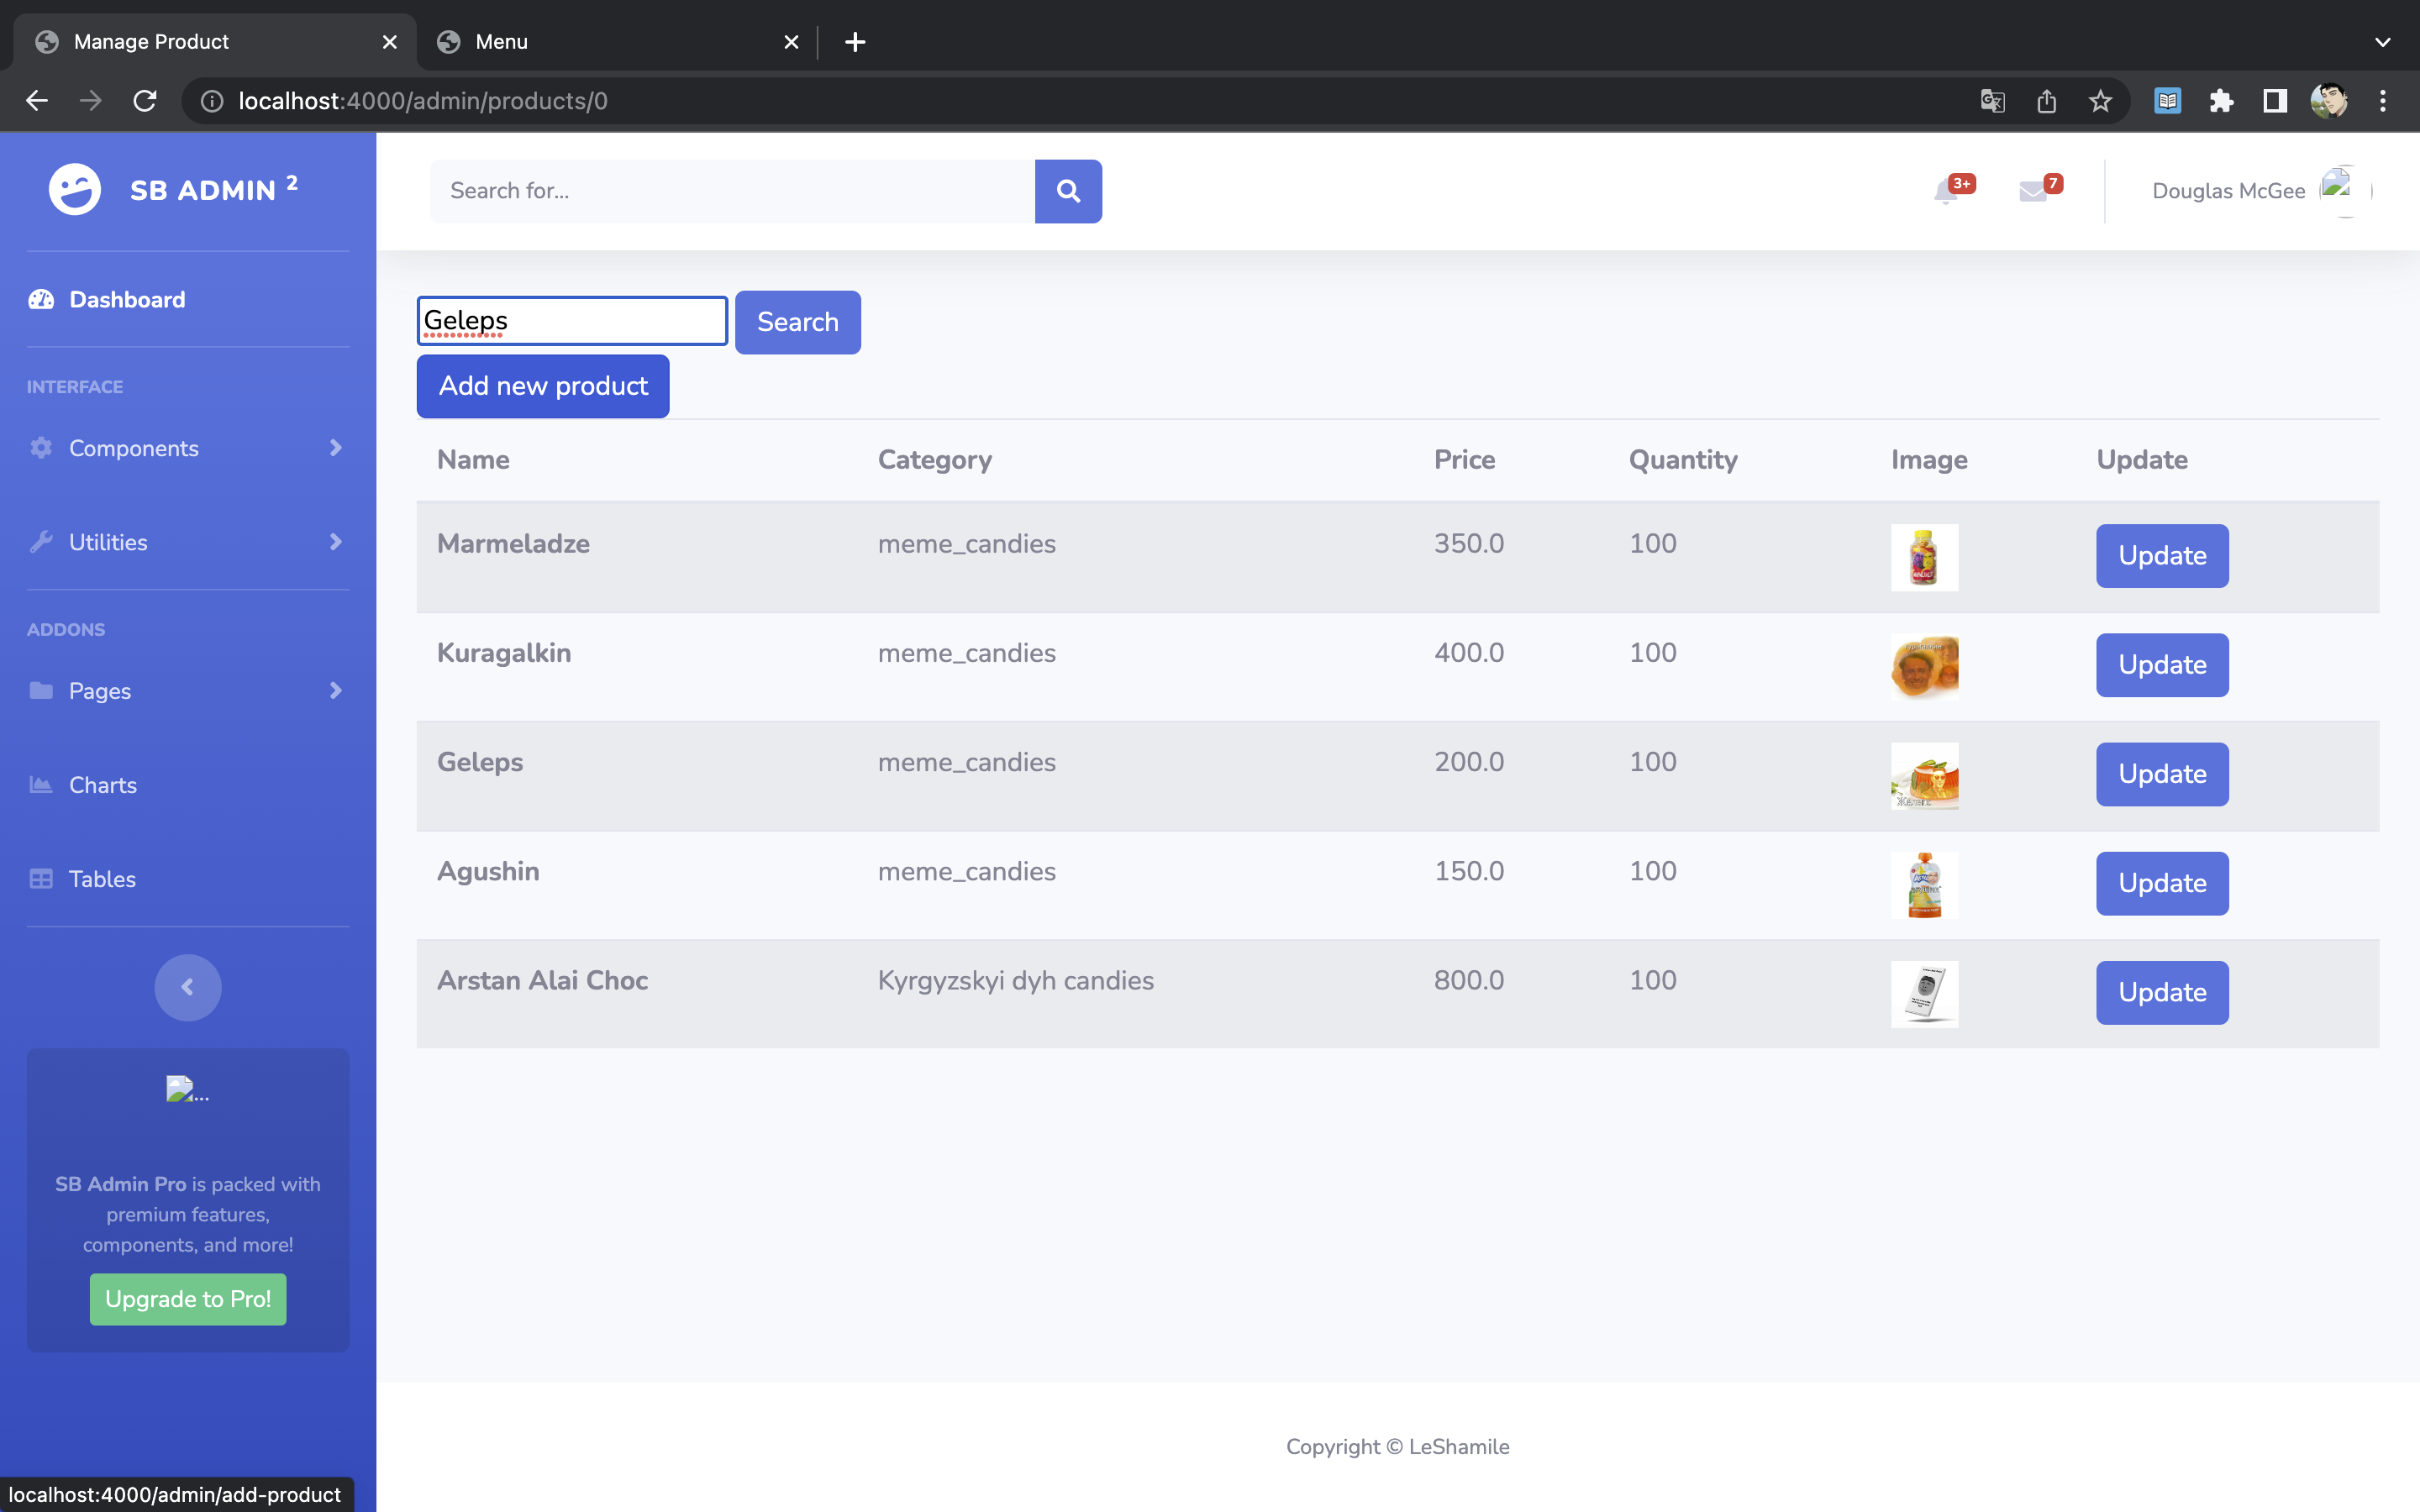 Manage Product
Menu
localhost:4000/admin/products/0
SB ADMIN 2
Search for...
3+
7
Douglas McGee
Dashboard
INTERFACE
Components
Utilities
ADDONS
Pages
Charts
Tables
...
SB Admin Pro is packed with
premium features,
components, and more!
Upgrade to Pro!
Geleps
Search
Add new product
Name Category Price Quantity Image Update
Marmeladze meme_candies 350.0 100 Update
Kuragalkin meme_candies 400.0 100 Update
Geleps meme_candies 200.0 100 Update
Agushin meme_candies 150.0 100 Update
Arstan Alai Choc Kyrgyzskyi dyh candies 800.0 100 Update
Copyright © LeShamile
localhost:4000/admin/add-product